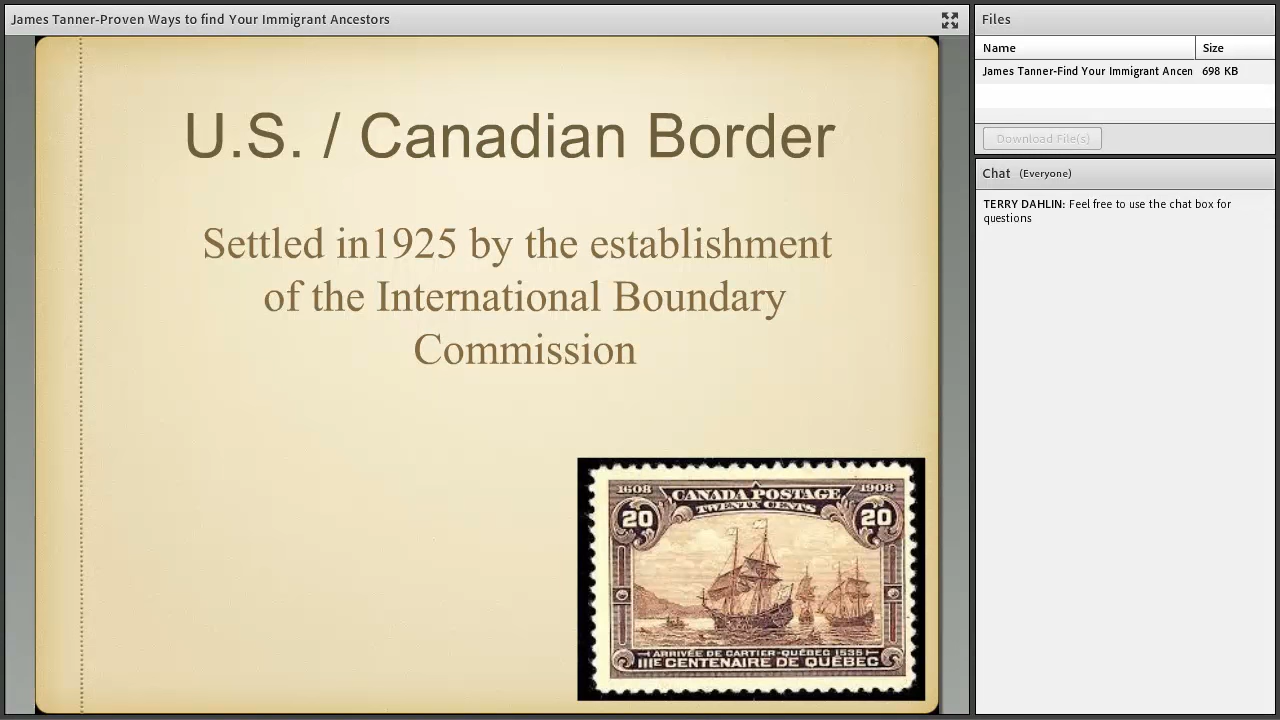 James Tanner-Proven Ways to find Your Immigrant Ancestors
U.S. / Canadian Border
Settled in1925 by the establishment
of the International Boundary
Commission
1608
1908
CANADA POSTAGE
TWENTY CENTS
20
20
ARRIVÉE DE CARTIER-QUÉBEC 1535
IIIE CENTENAIRE DE QUÉBEC
Files
Name
Size
James Tanner-Find Your Immigrant Ancen
698 KB
Download File(s)
Chat (Everyone)
TERRY DAHLIN: Feel free to use the chat box for
questions